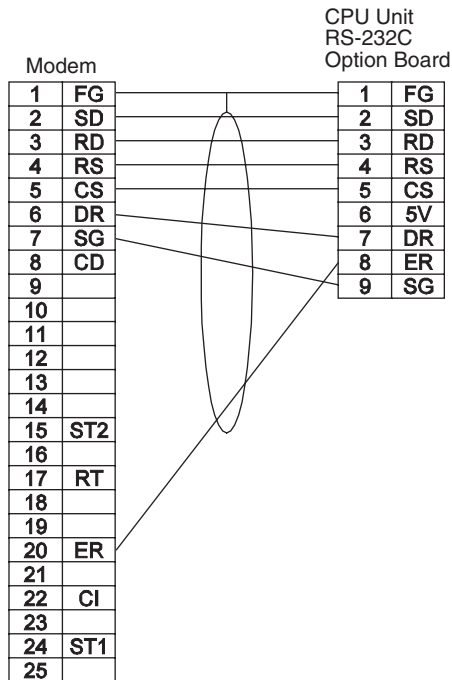 CPU Unit
RS-232C
Option Board
Modem
1 FG
2 SD
3 RD
4 RS
5 CS
6 DR
7 SG
8 CD
9
10
11
12
13
14
15 ST2
16
17 RT
18
19
20 ER
21
22 CI
23
24 ST1
25
1 FG
2 SD
3 RD
4 RS
5 CS
6 5V
7 DR
8 ER
9 SG